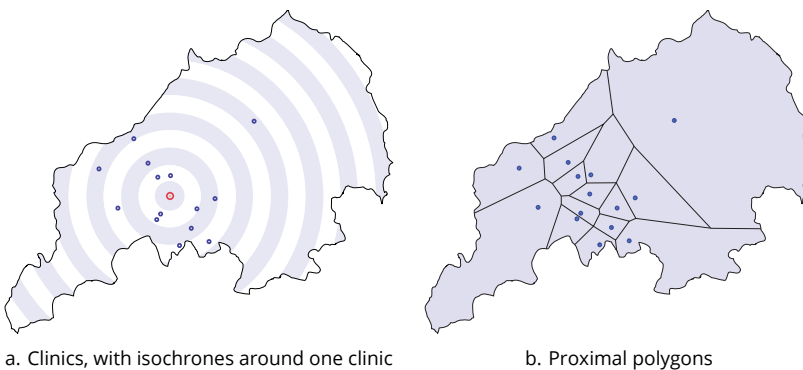 a. Clinics, with isochrones around one clinic
b. Proximal polygons